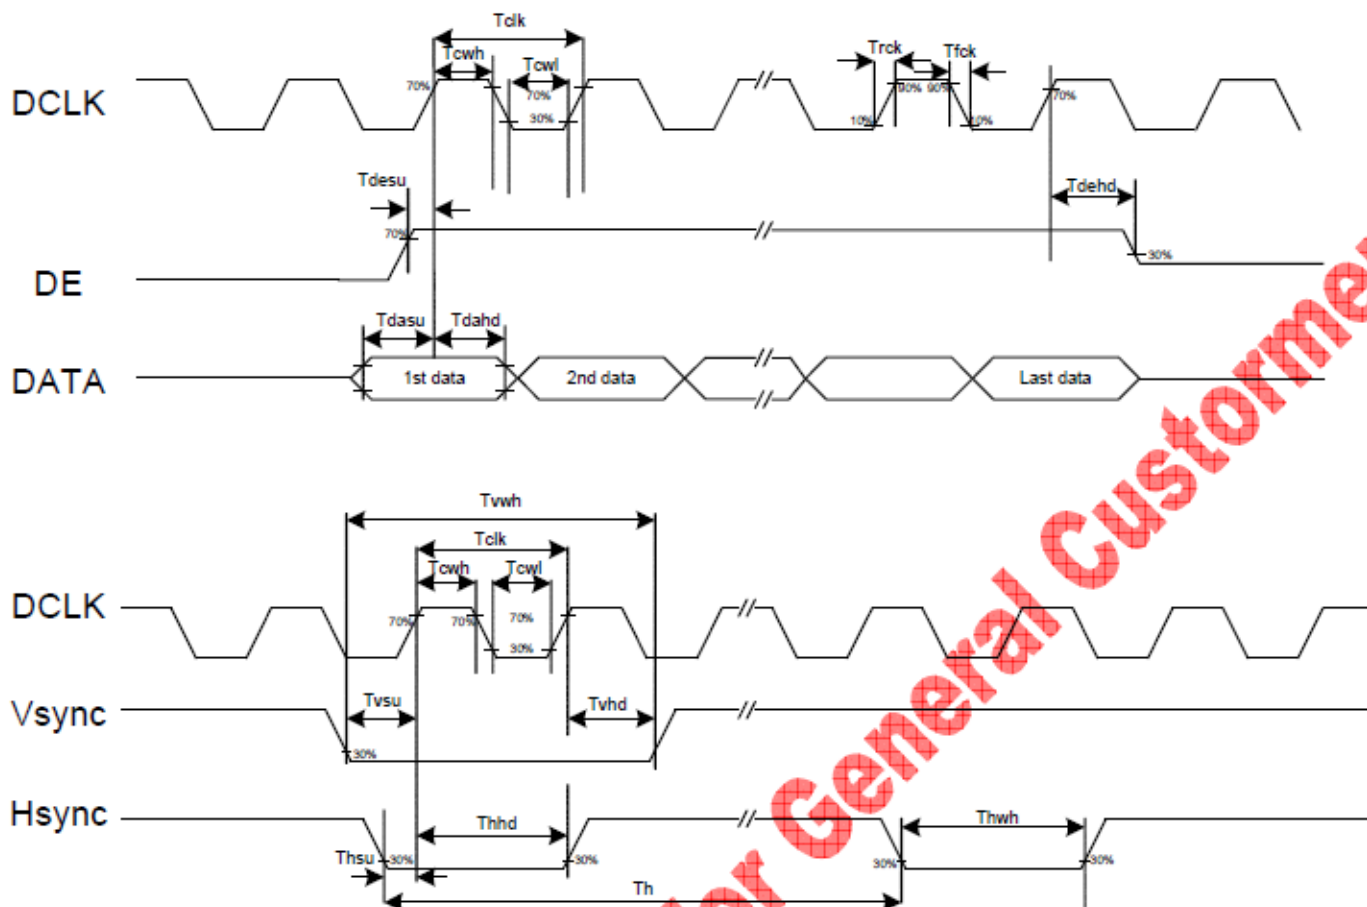 Tclk
Tcwh
Tcwl
Trck
Tfck
DCLK
70%
70%
30%
90%
90%
10%
10%
70%
Tdesu
Tdehd
70%
30%
DE
Tdasu
Tdahd
DATA
1st data
2nd data
Last data
Tvwh
Tclk
Tcwh
Tcwl
DCLK
70%
70%
70%
30%
Vsync
Tvsu
Tvhd
30%
Hsync
Thhd
Thwh
Thsu
30%
30%
30%
30%
Th
General Custormer